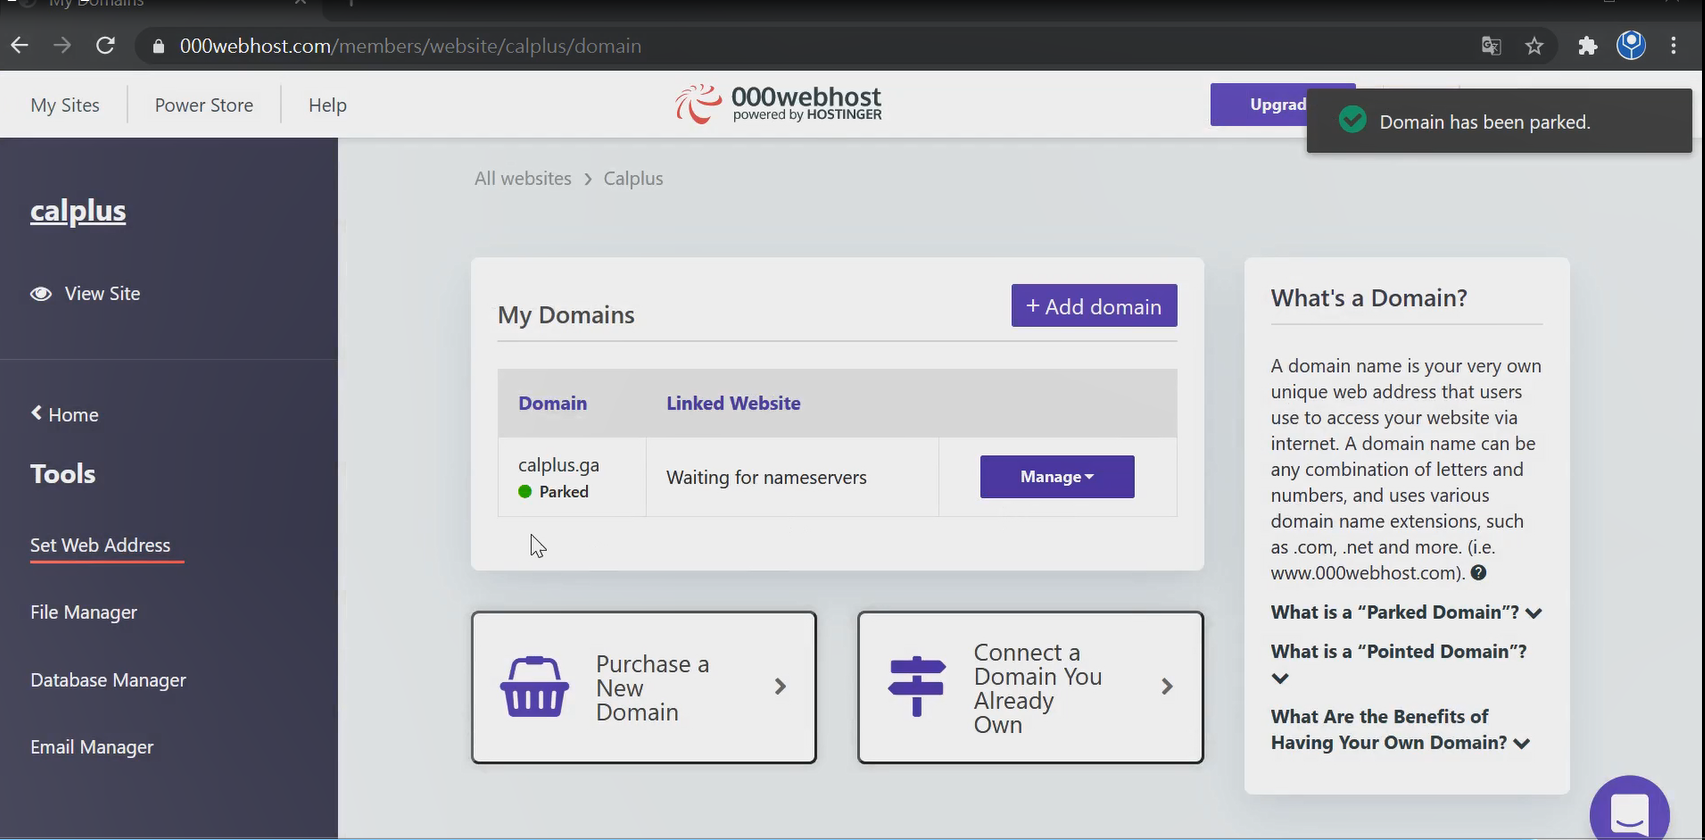 My Domains
000webhost.com/members/website/calplus/domain
My Sites
Power Store
Help
000webhost
powered by HOSTINGER
Upgrad
Domain has been parked.
calplus
View Site
Home
Tools
Set Web Address
File Manager
Database Manager
Email Manager
All websites > Calplus
My Domains
+ Add domain
Domain
Linked Website
calplus.ga
Parked
Waiting for nameservers
Manage
Purchase a
New
Domain
Connect a
Domain You
Already
Own
What's a Domain?
A domain name is your very own
unique web address that users
use to access your website via
internet. A domain name can be
any combination of letters and
numbers, and uses various
domain name extensions, such
as .com, .net and more. (i.e.
www.000webhost.com).
What is a “Parked Domain”?
What is a “Pointed Domain”?
What Are the Benefits of
Having Your Own Domain?